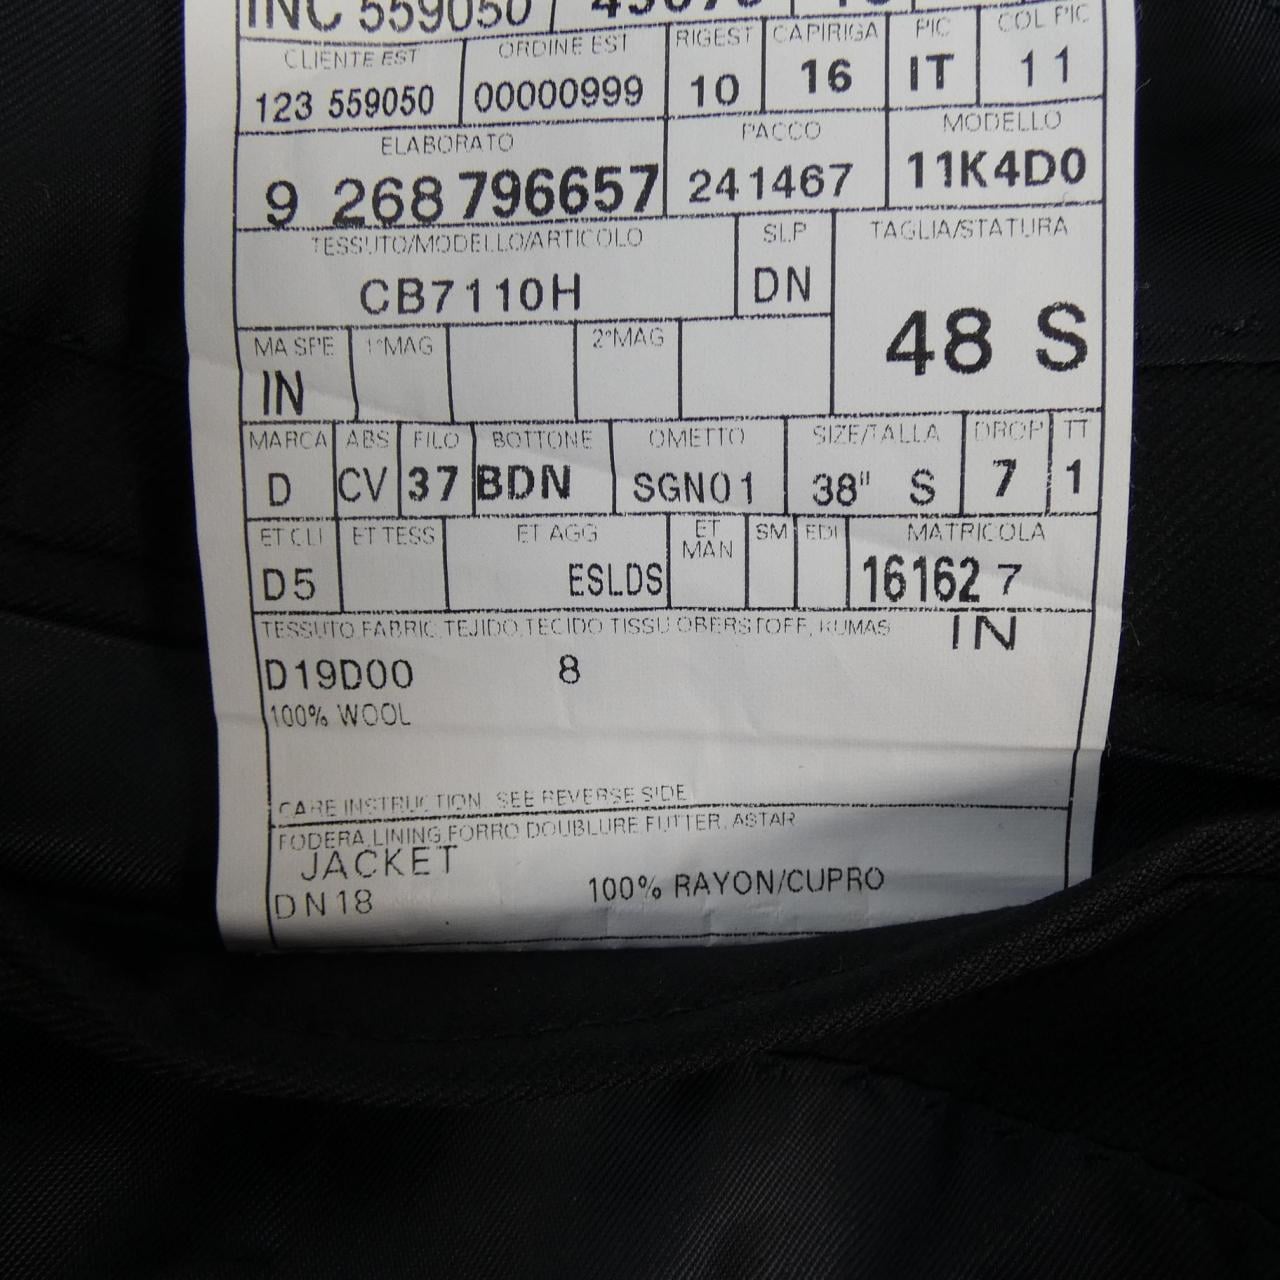 INC 559050
CLIENTE EST ORDINE EST RIGEST CAPIRIGA PIC COL PIC
123 559050 00000999 10 16 IT 11
ELABORATO PACCO MODELLO
9 268 796657 241467 11K4D0
TESSUTO/MODELLO/ARTICOLO SLP TAGLIA/STATURA
CB7110H DN 48 S
MA SPE 1°MAG 2°MAG
IN
MARCA ABS FILO BOTTONE OMETTO SIZE/TALLA DROP TT
D CV 37 BDN SGN01 38" S 7 1
ET CLI ET TESS ET AGG ET MAN SM EDI MATRICOLA
D5 ESLDS 16162 7
TESSUTO,FABRIC,TEJIDO,TECIDO TISSU OBERSTOFF, KUMAS IN
D19D00 8
100% WOOL
CARE INSTRUCTION SEE REVERSE SIDE
FODERA,LINING,FORRO DOUBLURE,FUTTER, ASTAR
JACKET
DN18 100% RAYON/CUPRO